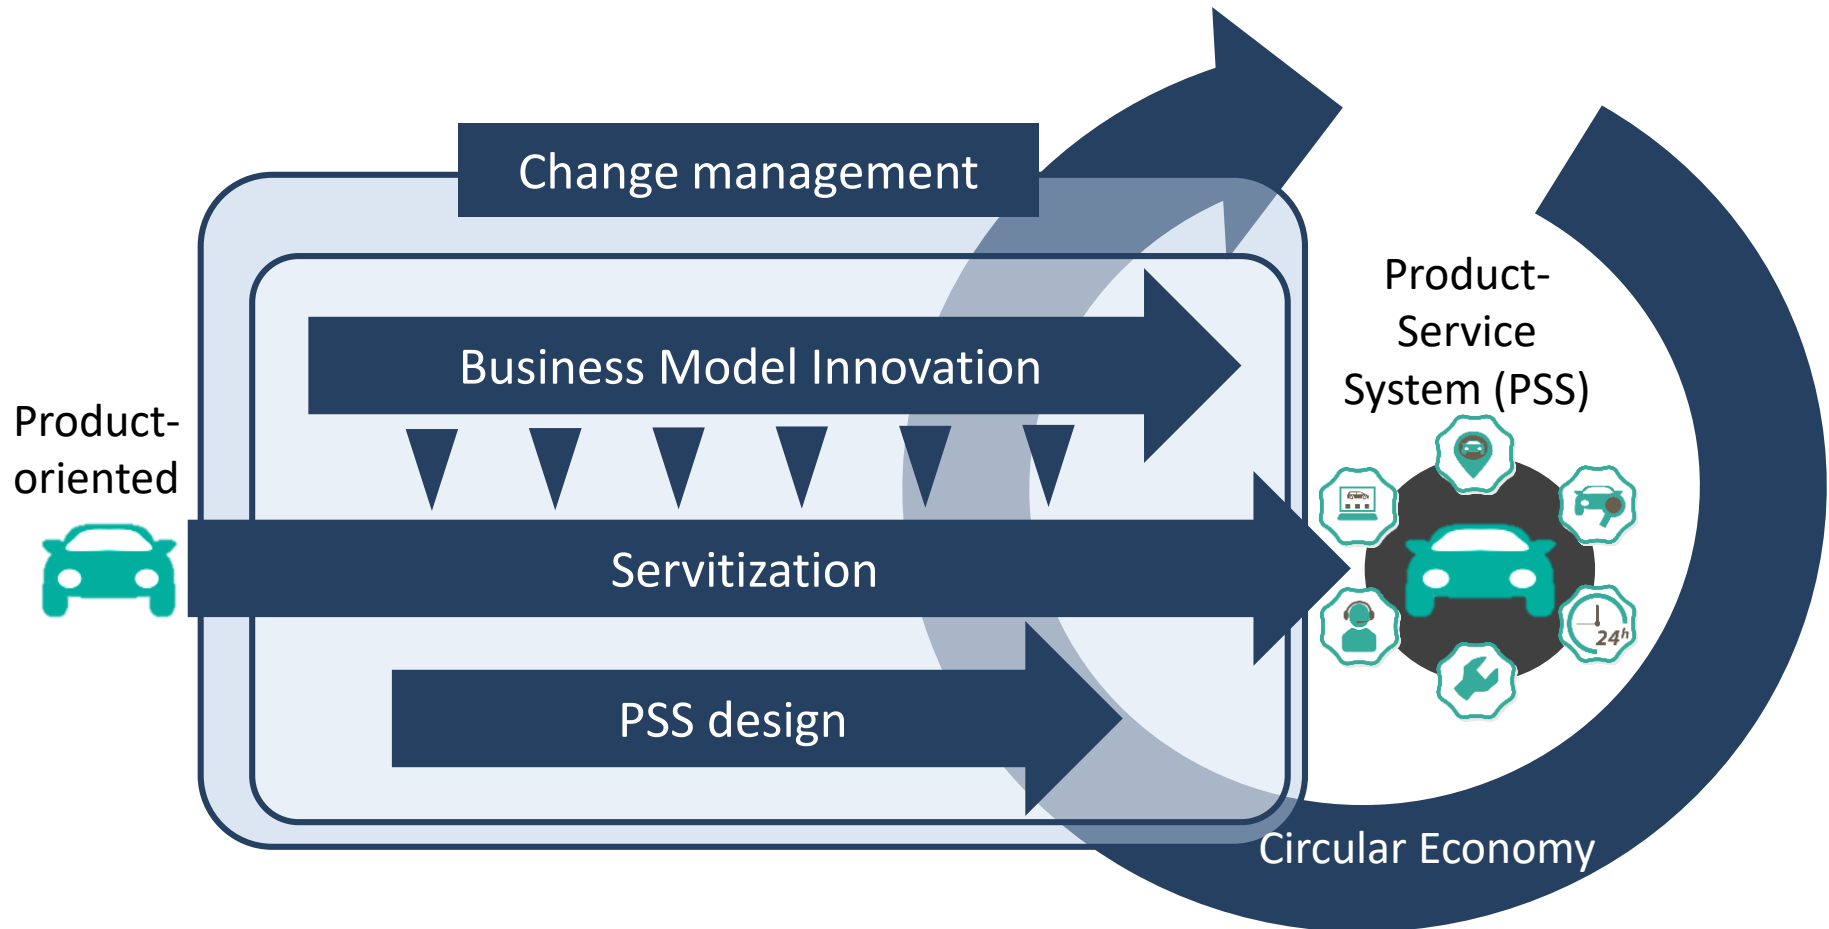 Change management
Business Model Innovation
Product-
oriented
Servitization
PSS design
Product-
Service
System (PSS)
24h
Circular Economy